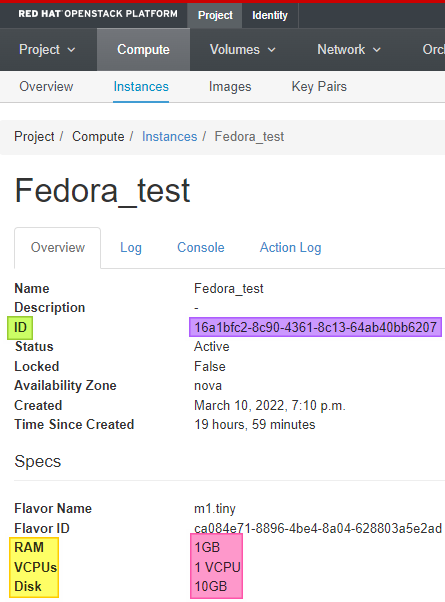 RED HAT OPENSTACK PLATFORM Project Identity
Project Compute Volumes Network Orc
Overview Instances Images Key Pairs
Project / Compute / Instances / Fedora_test
Fedora_test
Overview Log Console Action Log
Name Fedora_test
Description -
ID 16a1bfc2-8c90-4361-8c13-64ab40bb6207
Status Active
Locked False
Availability Zone nova
Created March 10, 2022, 7:10 p.m.
Time Since Created 19 hours, 59 minutes
Specs
Flavor Name m1.tiny
Flavor ID ca084e71-8896-4be4-8a04-628803a5e2ad
RAM 1GB
VCPUs 1 VCPU
Disk 10GB